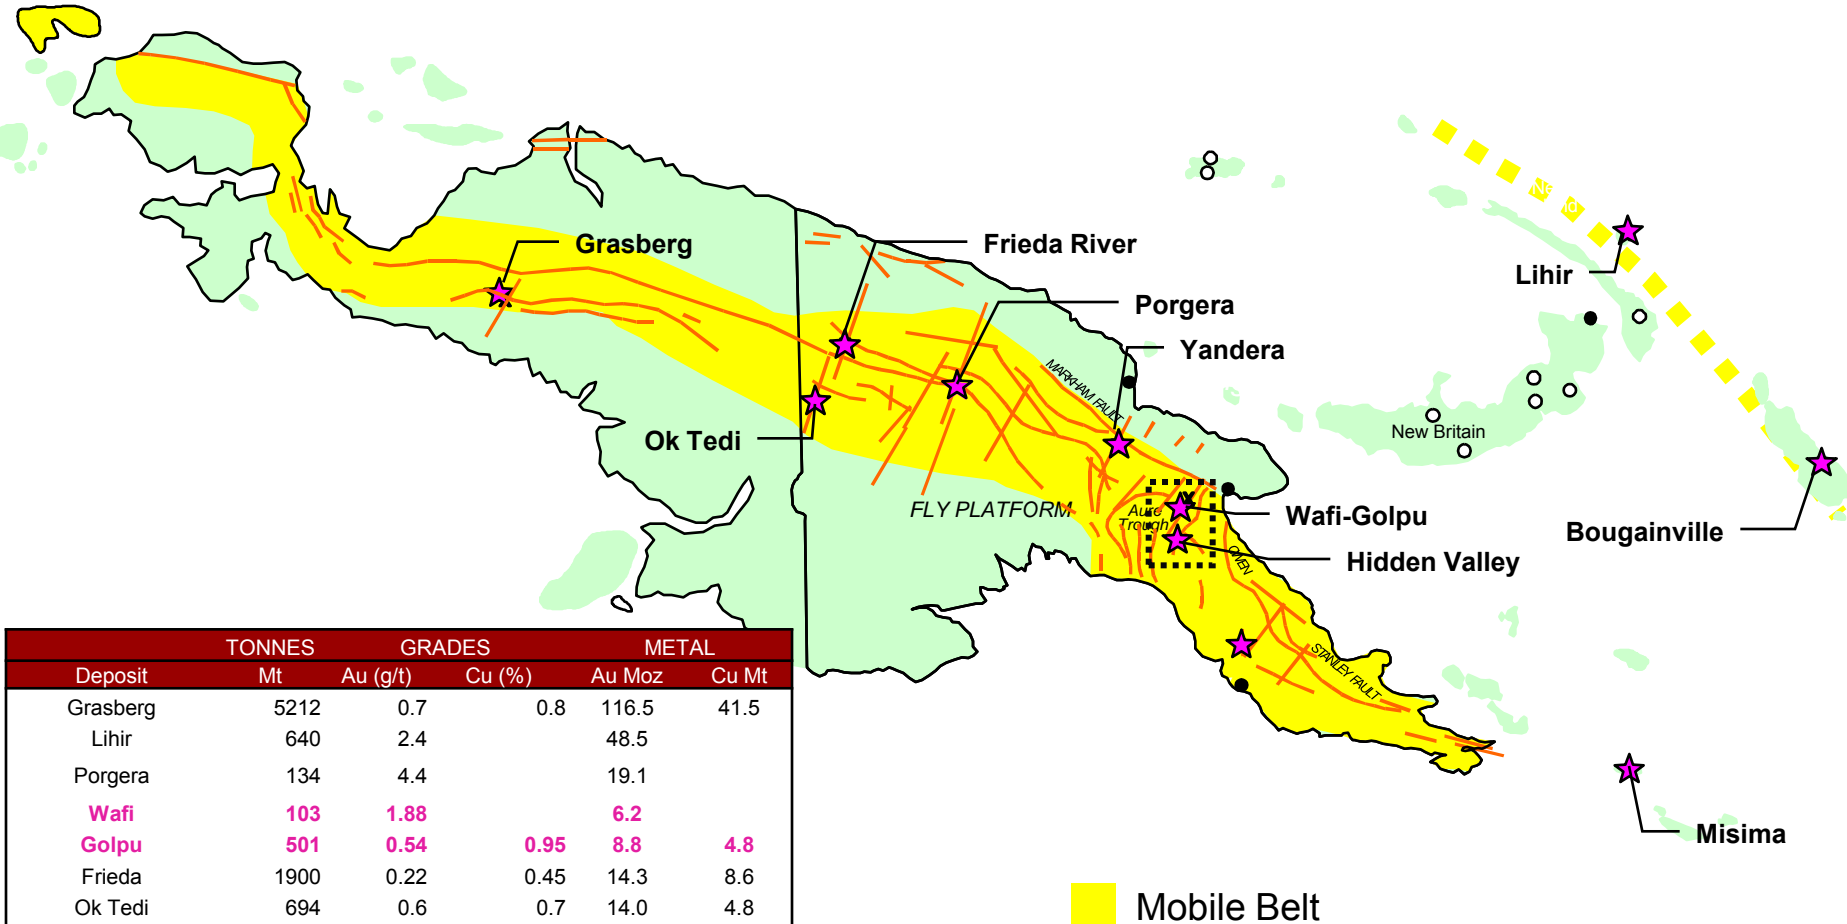 Grasberg
Frieda River
Lihir
Porgera
Yandera
MARKHAM FAULT
Ok Tedi
New Britain
FLY PLATFORM
Aure
Trough
Wafi-Golpu
Bougainville
Hidden Valley
OWEN
STANLEY FAULT
Misima
TONNES GRADES METAL
Deposit Mt Au (g/t) Cu (%) Au Moz Cu Mt
Grasberg 5212 0.7 0.8 116.5 41.5
Lihir 640 2.4 48.5
Porgera 134 4.4 19.1
Wafi 103 1.88 6.2
Golpu 501 0.54 0.95 8.8 4.8
Frieda 1900 0.22 0.45 14.3 8.6
Ok Tedi 694 0.6 0.7 14.0 4.8
Mobile Belt